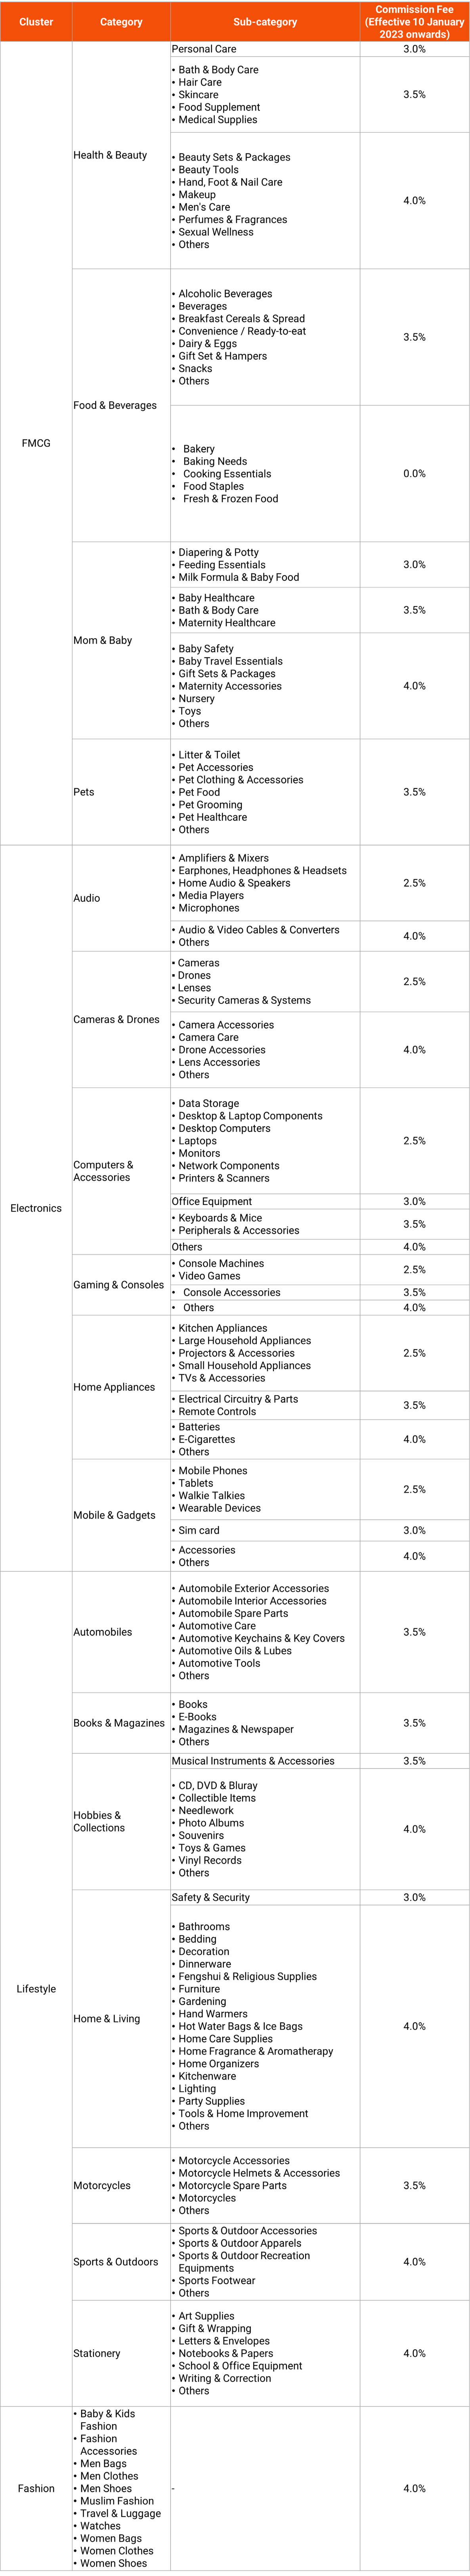 Cluster
Category
Sub-category
Commission Fee
(Effective 10 January
2023 onwards)
FMCG
Health & Beauty
Personal Care
3.0%
• Bath & Body Care
• Hair Care
• Skincare
• Food Supplement
• Medical Supplies
3.5%
• Beauty Sets & Packages
• Beauty Tools
• Hand, Foot & Nail Care
• Makeup
• Men's Care
• Perfumes & Fragrances
• Sexual Wellness
• Others
4.0%
Food & Beverages
• Alcoholic Beverages
• Beverages
• Breakfast Cereals & Spread
• Convenience / Ready-to-eat
• Dairy & Eggs
• Gift Set & Hampers
• Snacks
• Others
3.5%
• Bakery
• Baking Needs
• Cooking Essentials
• Food Staples
• Fresh & Frozen Food
0.0%
Mom & Baby
• Diapering & Potty
• Feeding Essentials
• Milk Formula & Baby Food
3.0%
• Baby Healthcare
• Bath & Body Care
• Maternity Healthcare
3.5%
• Baby Safety
• Baby Travel Essentials
• Gift Sets & Packages
• Maternity Accessories
• Nursery
• Toys
• Others
4.0%
Pets
• Litter & Toilet
• Pet Accessories
• Pet Clothing & Accessories
• Pet Food
• Pet Grooming
• Pet Healthcare
• Others
3.5%
Electronics
Audio
• Amplifiers & Mixers
• Earphones, Headphones & Headsets
• Home Audio & Speakers
• Media Players
• Microphones
2.5%
• Audio & Video Cables & Converters
• Others
4.0%
Cameras & Drones
• Cameras
• Drones
• Lenses
• Security Cameras & Systems
2.5%
• Camera Accessories
• Camera Care
• Drone Accessories
• Lens Accessories
• Others
4.0%
Computers &
Accessories
• Data Storage
• Desktop & Laptop Components
• Desktop Computers
• Laptops
• Monitors
• Network Components
• Printers & Scanners
2.5%
Office Equipment
3.0%
• Keyboards & Mice
• Peripherals & Accessories
3.5%
Others
4.0%
Gaming & Consoles
• Console Machines
• Video Games
2.5%
• Console Accessories
3.5%
• Others
4.0%
Home Appliances
• Kitchen Appliances
• Large Household Appliances
• Projectors & Accessories
• Small Household Appliances
• TVs & Accessories
2.5%
• Electrical Circuitry & Parts
• Remote Controls
3.5%
• Batteries
• E-Cigarettes
• Others
4.0%
Mobile & Gadgets
• Mobile Phones
• Tablets
• Walkie Talkies
• Wearable Devices
2.5%
• Sim card
3.0%
• Accessories
• Others
4.0%
Lifestyle
Automobiles
• Automobile Exterior Accessories
• Automobile Interior Accessories
• Automobile Spare Parts
• Automotive Care
• Automotive Keychains & Key Covers
• Automotive Oils & Lubes
• Automotive Tools
• Others
3.5%
Books & Magazines
• Books
• E-Books
• Magazines & Newspaper
• Others
3.5%
Hobbies &
Collections
Musical Instruments & Accessories
3.5%
• CD, DVD & Bluray
• Collectible Items
• Needlework
• Photo Albums
• Souvenirs
• Toys & Games
• Vinyl Records
• Others
4.0%
Home & Living
Safety & Security
3.0%
• Bathrooms
• Bedding
• Decoration
• Dinnerware
• Fengshui & Religious Supplies
• Furniture
• Gardening
• Hand Warmers
• Hot Water Bags & Ice Bags
• Home Care Supplies
• Home Fragrance & Aromatherapy
• Home Organizers
• Kitchenware
• Lighting
• Party Supplies
• Tools & Home Improvement
• Others
4.0%
Motorcycles
• Motorcycle Accessories
• Motorcycle Helmets & Accessories
• Motorcycle Spare Parts
• Motorcycles
• Others
3.5%
Sports & Outdoors
• Sports & Outdoor Accessories
• Sports & Outdoor Apparels
• Sports & Outdoor Recreation
Equipments
• Sports Footwear
• Others
4.0%
Stationery
• Art Supplies
• Gift & Wrapping
• Letters & Envelopes
• Notebooks & Papers
• School & Office Equipment
• Writing & Correction
• Others
4.0%
Fashion
• Baby & Kids
Fashion
• Fashion
Accessories
• Men Bags
• Men Clothes
• Men Shoes
• Muslim Fashion
• Travel & Luggage
• Watches
• Women Bags
• Women Clothes
• Women Shoes
-
4.0%